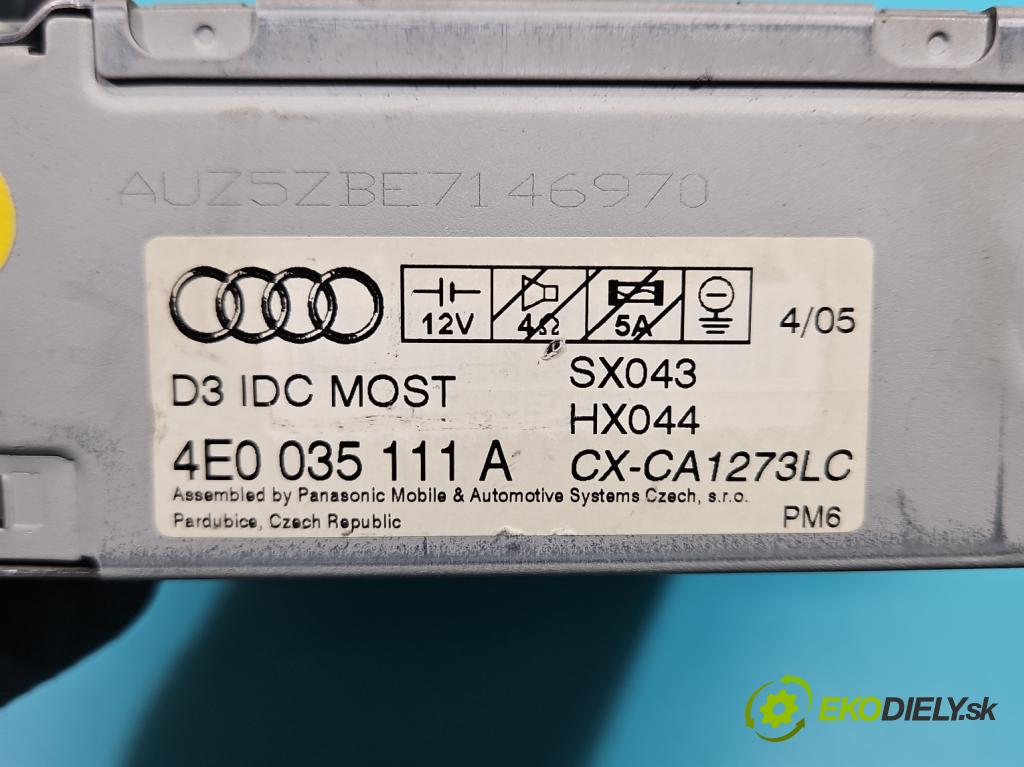 AUZ5ZBE7146970
12V 4Ω 5A 4/05
SX043
D3 IDC MOST
HX044
4E0 035 111 A CX-CA1273LC
Assembled by Panasonic Mobile & Automotive Systems Czech, s.r.o.
Pardubice, Czech Republic PM6
EKODIELY.sk